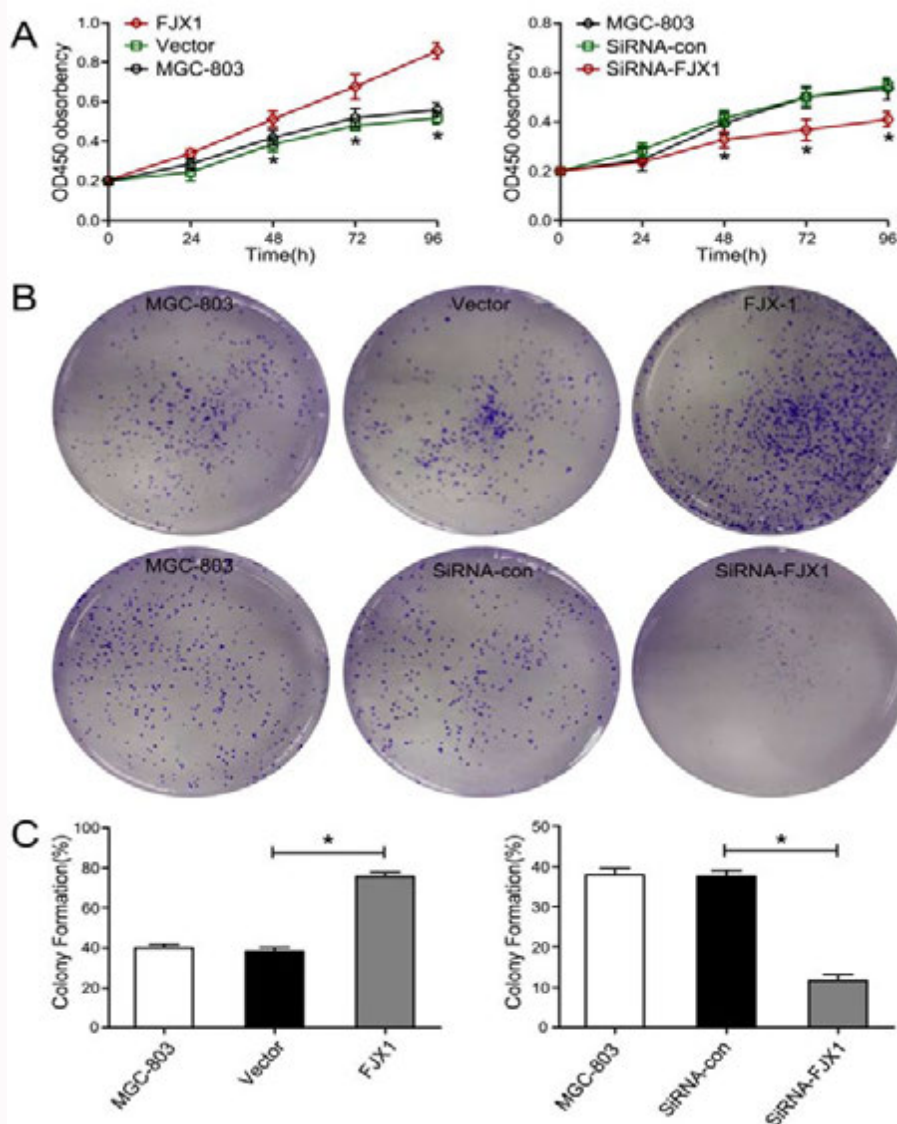 A
FJX1
Vector
MGC-803
OD450 absorbency
1.0
0.8
0.6
0.4
0.2
0.0
*
*
*
0
24
48
72
96
Time(h)
MGC-803
SiRNA-con
SiRNA-FJX1
OD450 absorbency
0.8
0.6
0.4
0.2
0.0
*
*
*
0
24
48
72
96
Time(h)
B
MGC-803
Vector
FJX-1
MGC-803
SiRNA-con
SiRNA-FJX1
C
Colony Formation(%)
100
80
60
40
20
0
*
MGC-803
Vector
FJX1
Colony Formation(%)
50
40
30
20
10
0
*
MGC-803
SiRNA-con
SiRNA-FJX1